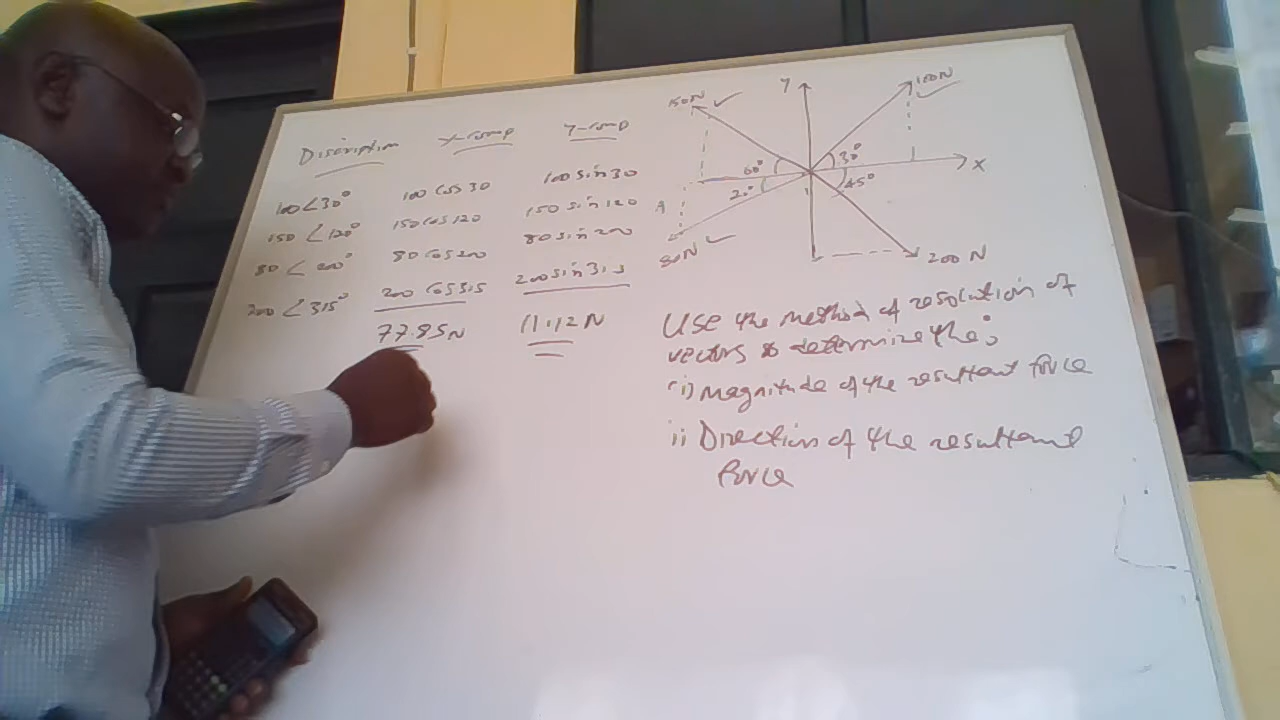 Discription X-comp Y-comp
100∠30° 100 Cos 30 100 sin 30
150∠120° 150 Cos 120 150 sin 120
80∠200° 80 Cos 200 80 sin 200
200∠315° 200 Cos 315 200 sin 315
77.85N 11.12N
150N
Y
100N
60°
30°
X
20°
45°
80N
200N
Use the method of resolution of
vectors to determine the:
(i) Magnitude of the resultant force
ii Direction of the resultant
force